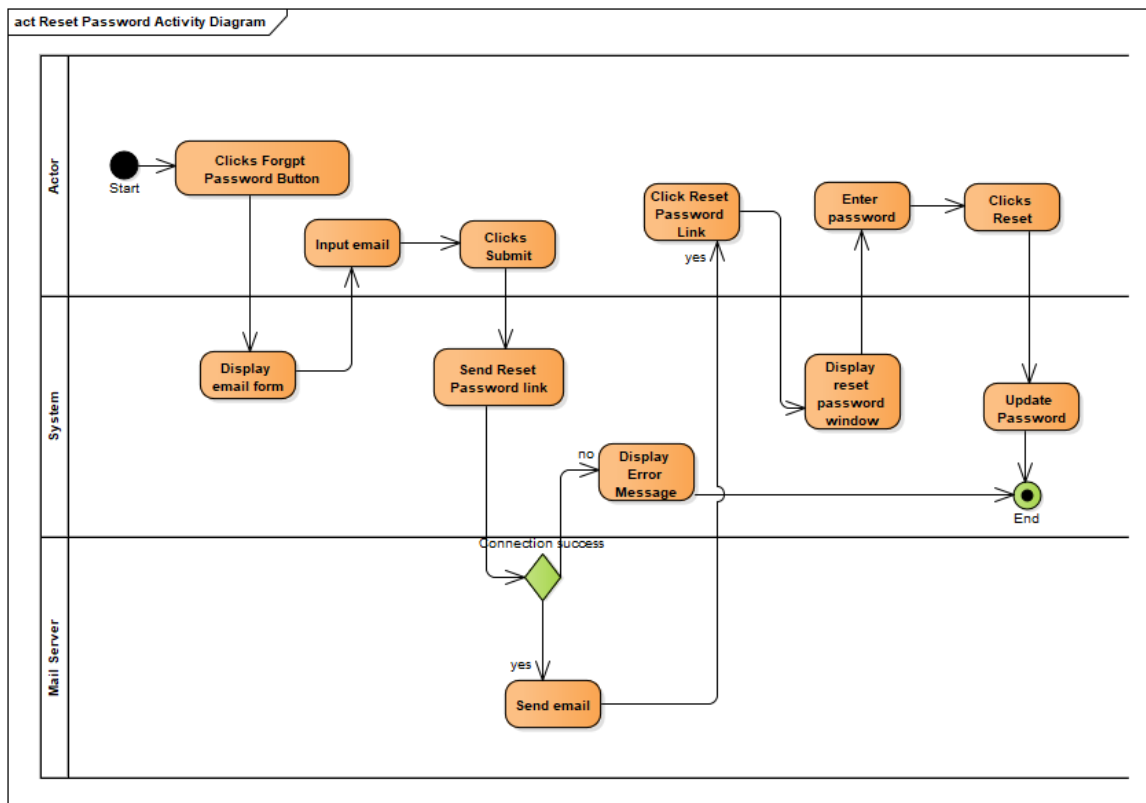 act Reset Password Activity Diagram
Actor
Start
Clicks Forgpt
Password Button
Input email
Clicks
Submit
Click Reset
Password
Link
yes
Enter
password
Clicks
Reset
System
Display
email form
Send Reset
Password link
Display
reset
password
window
Update
Password
no
Display
Error
Message
End
Mail Server
Connection success
yes
Send email